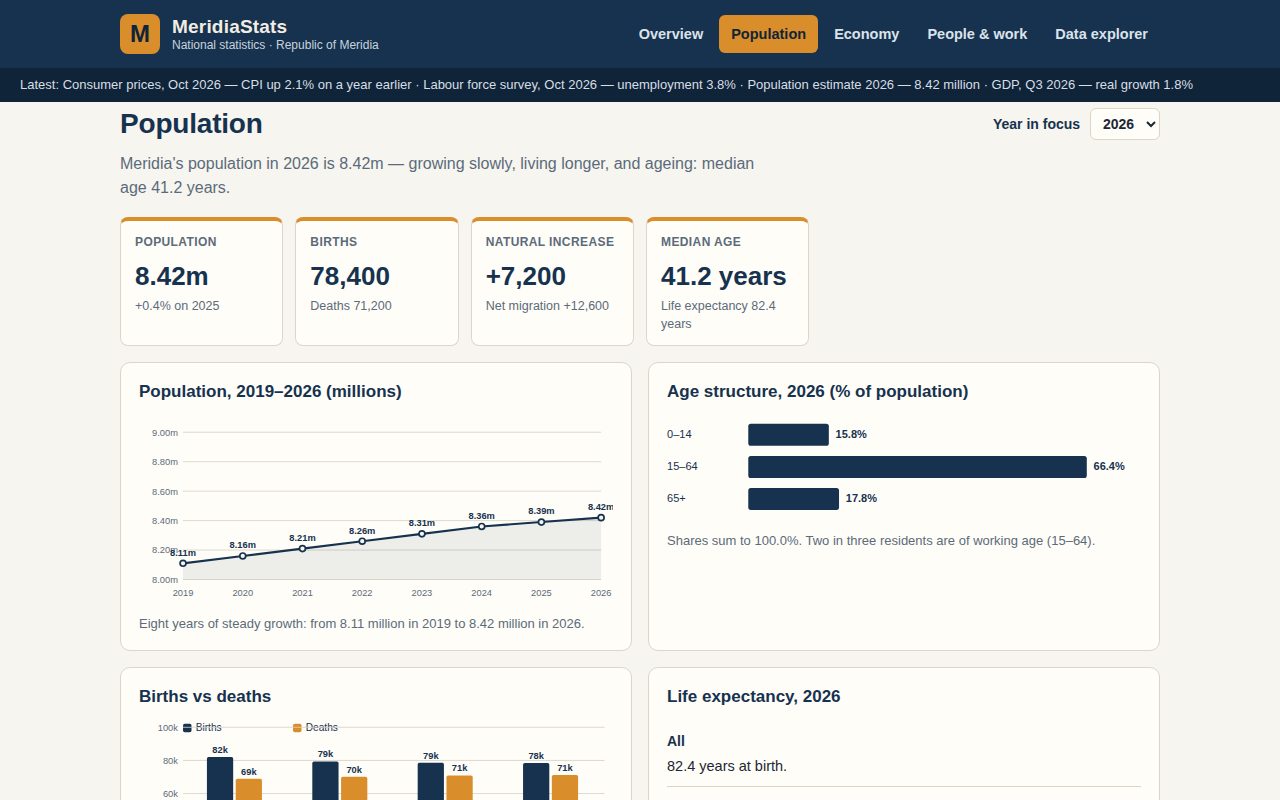 M
MeridiaStats
National statistics · Republic of Meridia
Overview
Population
Economy
People & work
Data explorer
Latest: Consumer prices, Oct 2026 — CPI up 2.1% on a year earlier · Labour force survey, Oct 2026 — unemployment 3.8% · Population estimate 2026 — 8.42 million · GDP, Q3 2026 — real growth 1.8%
Population
Year in focus
2026
Meridia's population in 2026 is 8.42m — growing slowly, living longer, and ageing: median
age 41.2 years.
POPULATION
8.42m
+0.4% on 2025
BIRTHS
78,400
Deaths 71,200
NATURAL INCREASE
+7,200
Net migration +12,600
MEDIAN AGE
41.2 years
Life expectancy 82.4
years
Population, 2019–2026 (millions)
9.00m
8.80m
8.60m
8.40m
8.20m
8.00m
8.11m
8.16m
8.21m
8.26m
8.31m
8.36m
8.39m
8.42m
2019
2020
2021
2022
2023
2024
2025
2026
Eight years of steady growth: from 8.11 million in 2019 to 8.42 million in 2026.
Age structure, 2026 (% of population)
0–14
15.8%
15–64
66.4%
65+
17.8%
Shares sum to 100.0%. Two in three residents are of working age (15–64).
Births vs deaths
Births
Deaths
100k
80k
60k
82k
69k
79k
70k
79k
71k
78k
71k
Life expectancy, 2026
All
82.4 years at birth.